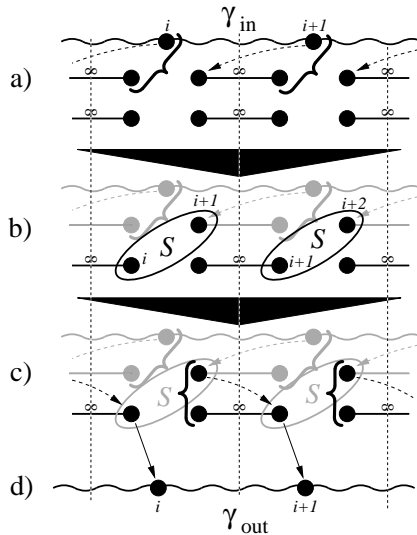 γin
i i+1
a) ∞ ∞ ∞
∞ ∞ ∞
i+1 i+2
b) S S
∞ i ∞ i+1 ∞
c) S S
∞ ∞ ∞
d) i i+1
γout